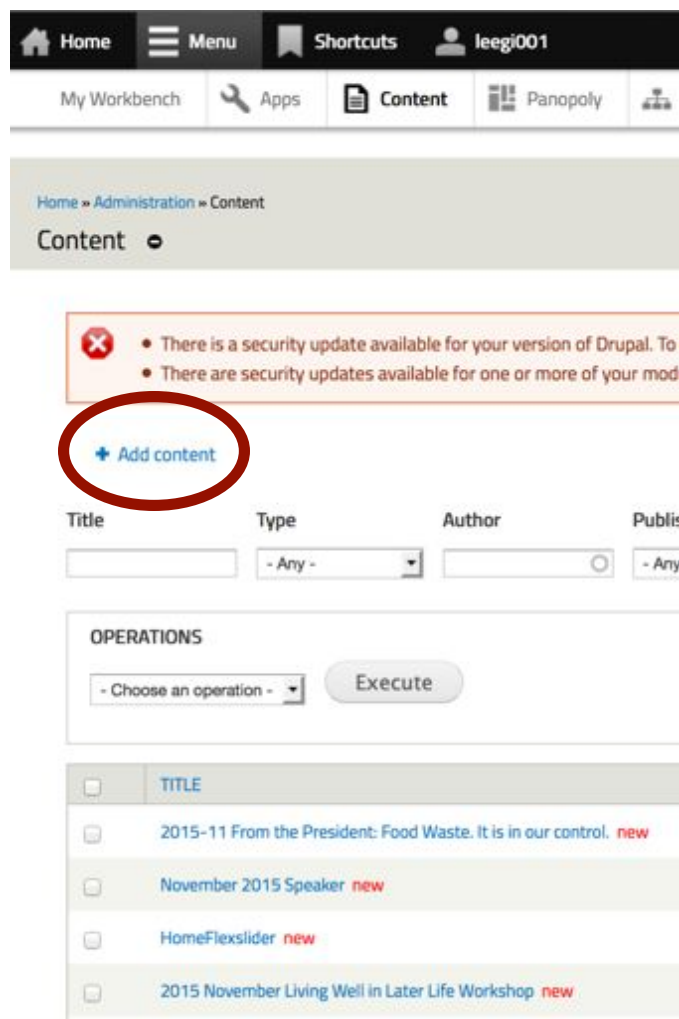 Home Menu Shortcuts leegi001
My Workbench Apps Content Panopoly
Home » Administration » Content
Content
• There is a security update available for your version of Drupal. To
• There are security updates available for one or more of your mod
+ Add content
Title Type Author Publis
- Any - - Any
OPERATIONS
- Choose an operation - Execute
TITLE
2015-11 From the President: Food Waste. It is in our control. new
November 2015 Speaker new
HomeFlexslider new
2015 November Living Well in Later Life Workshop new